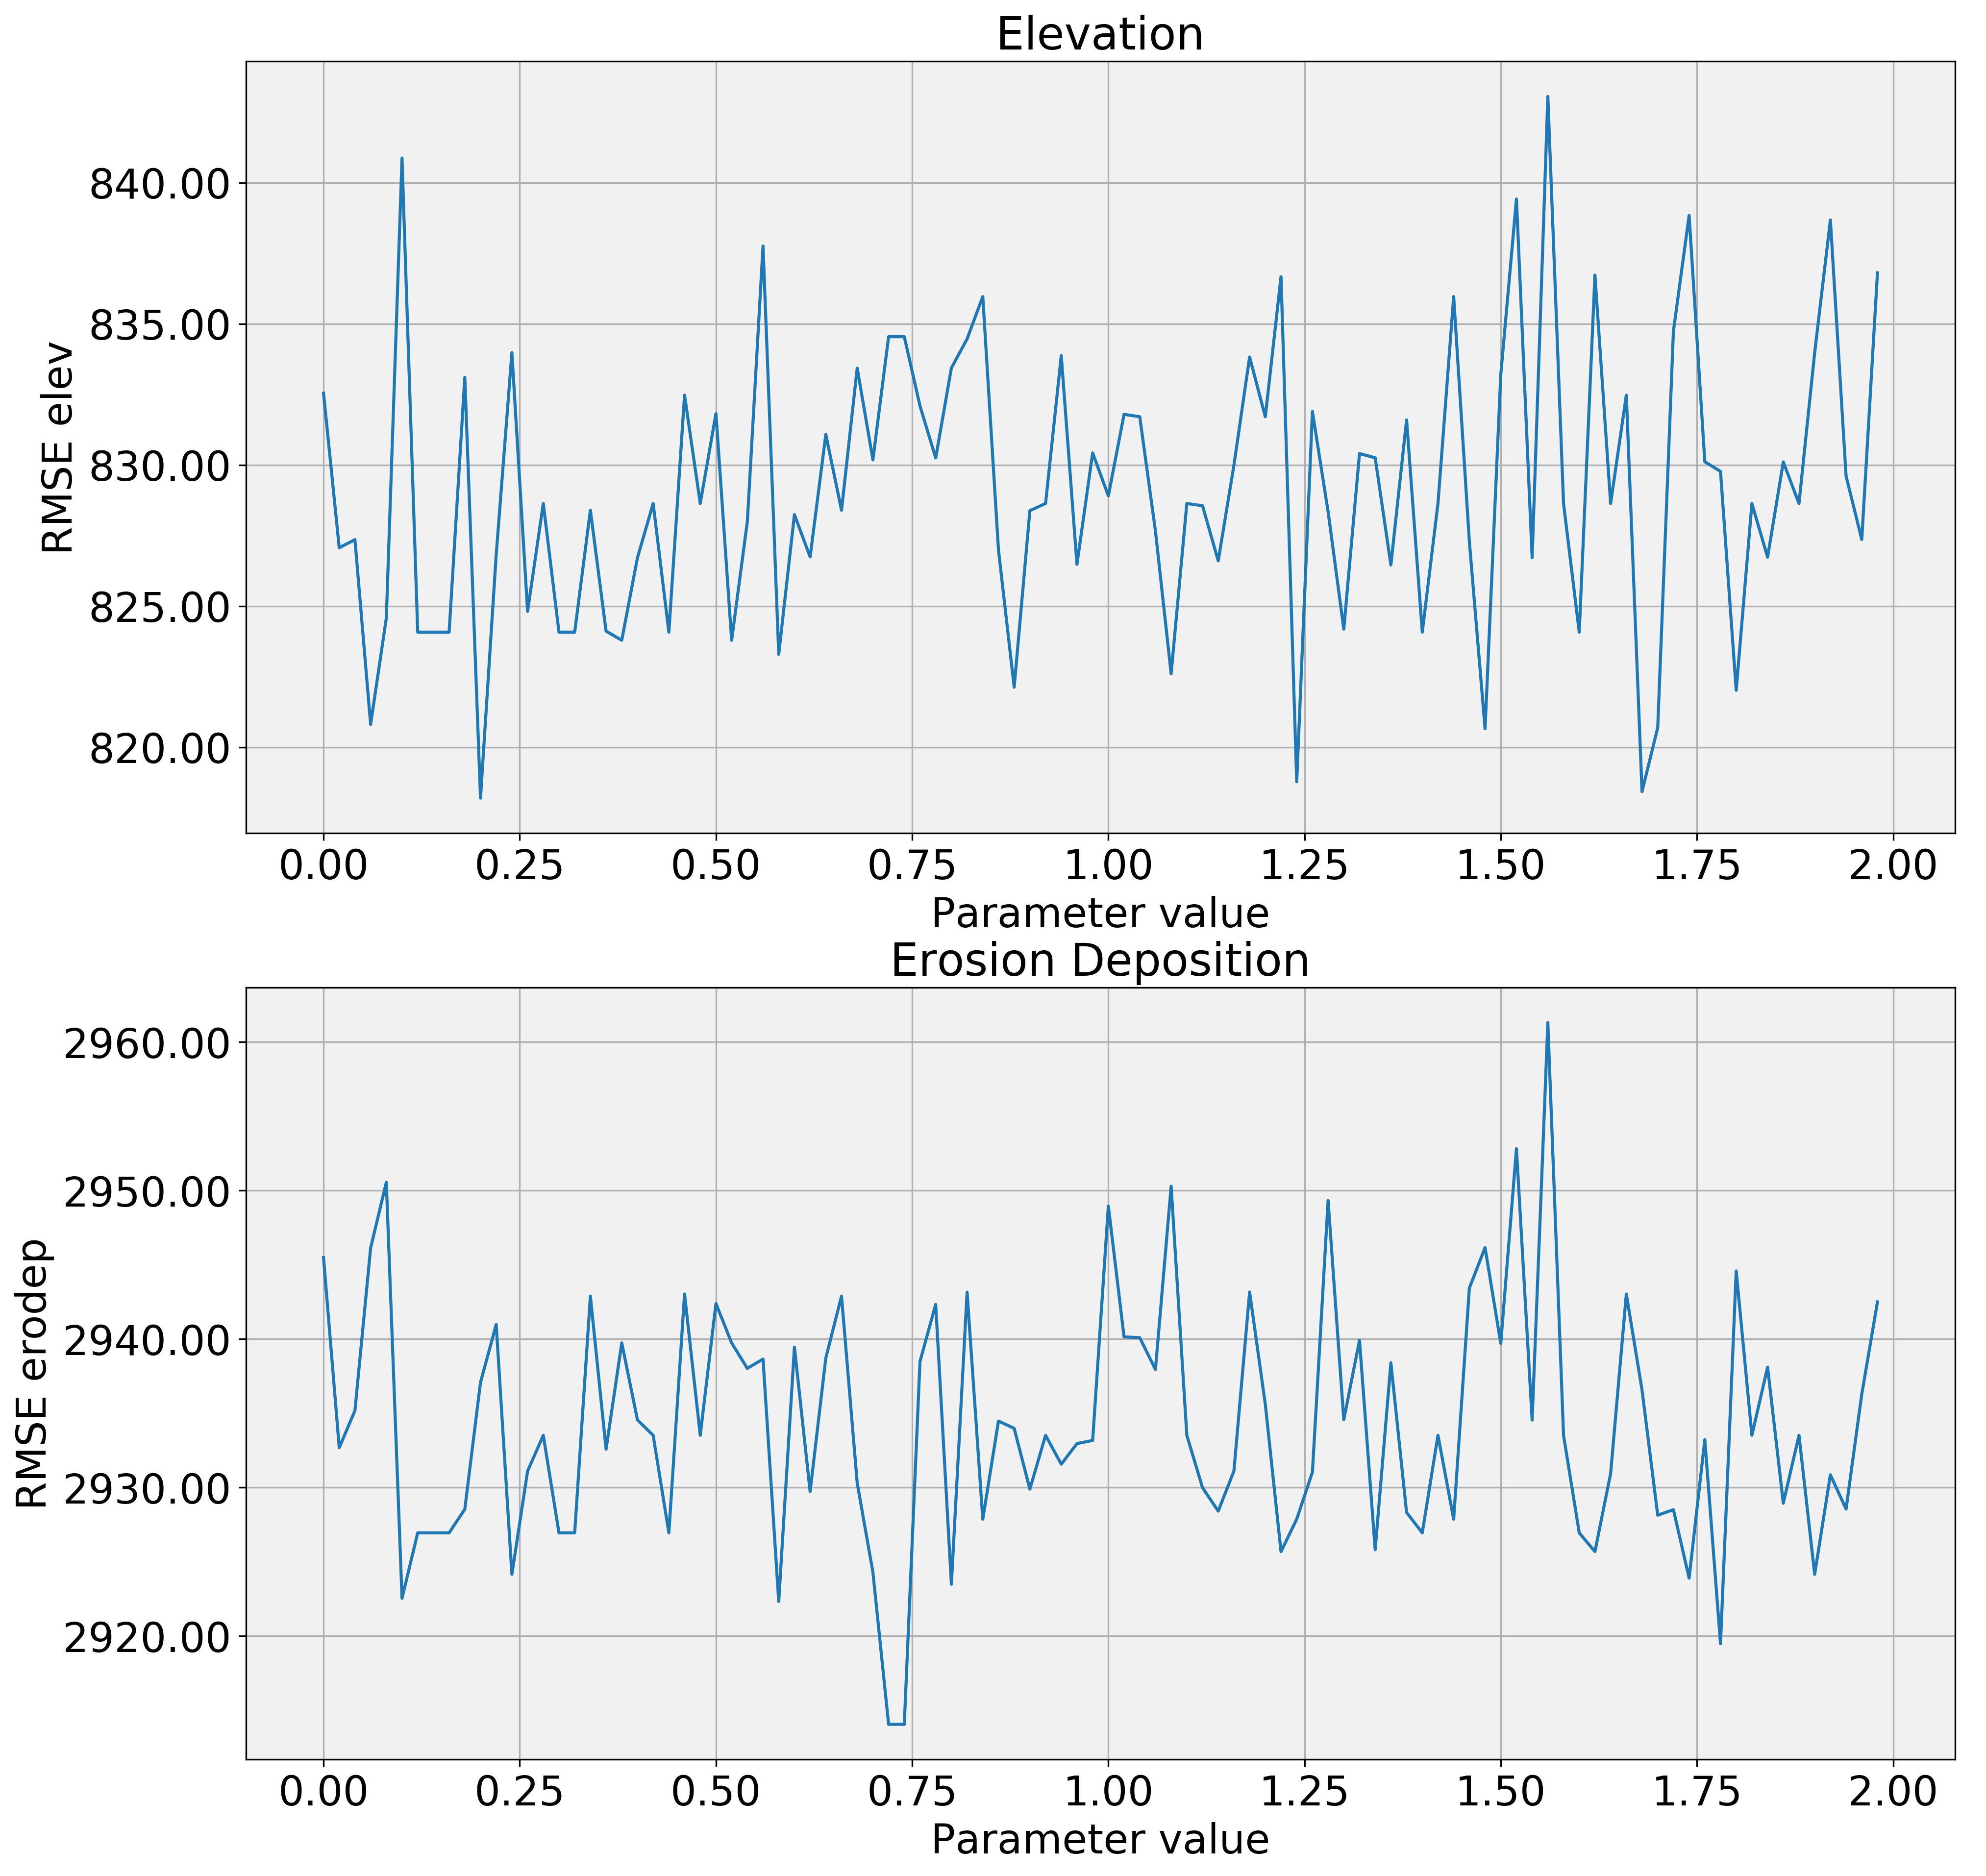 Elevation
RMSE elev
840.00
835.00
830.00
825.00
820.00
0.00 0.25 0.50 0.75 1.00 1.25 1.50 1.75 2.00
Parameter value
Erosion Deposition
RMSE erodep
2960.00
2950.00
2940.00
2930.00
2920.00
0.00 0.25 0.50 0.75 1.00 1.25 1.50 1.75 2.00
Parameter value